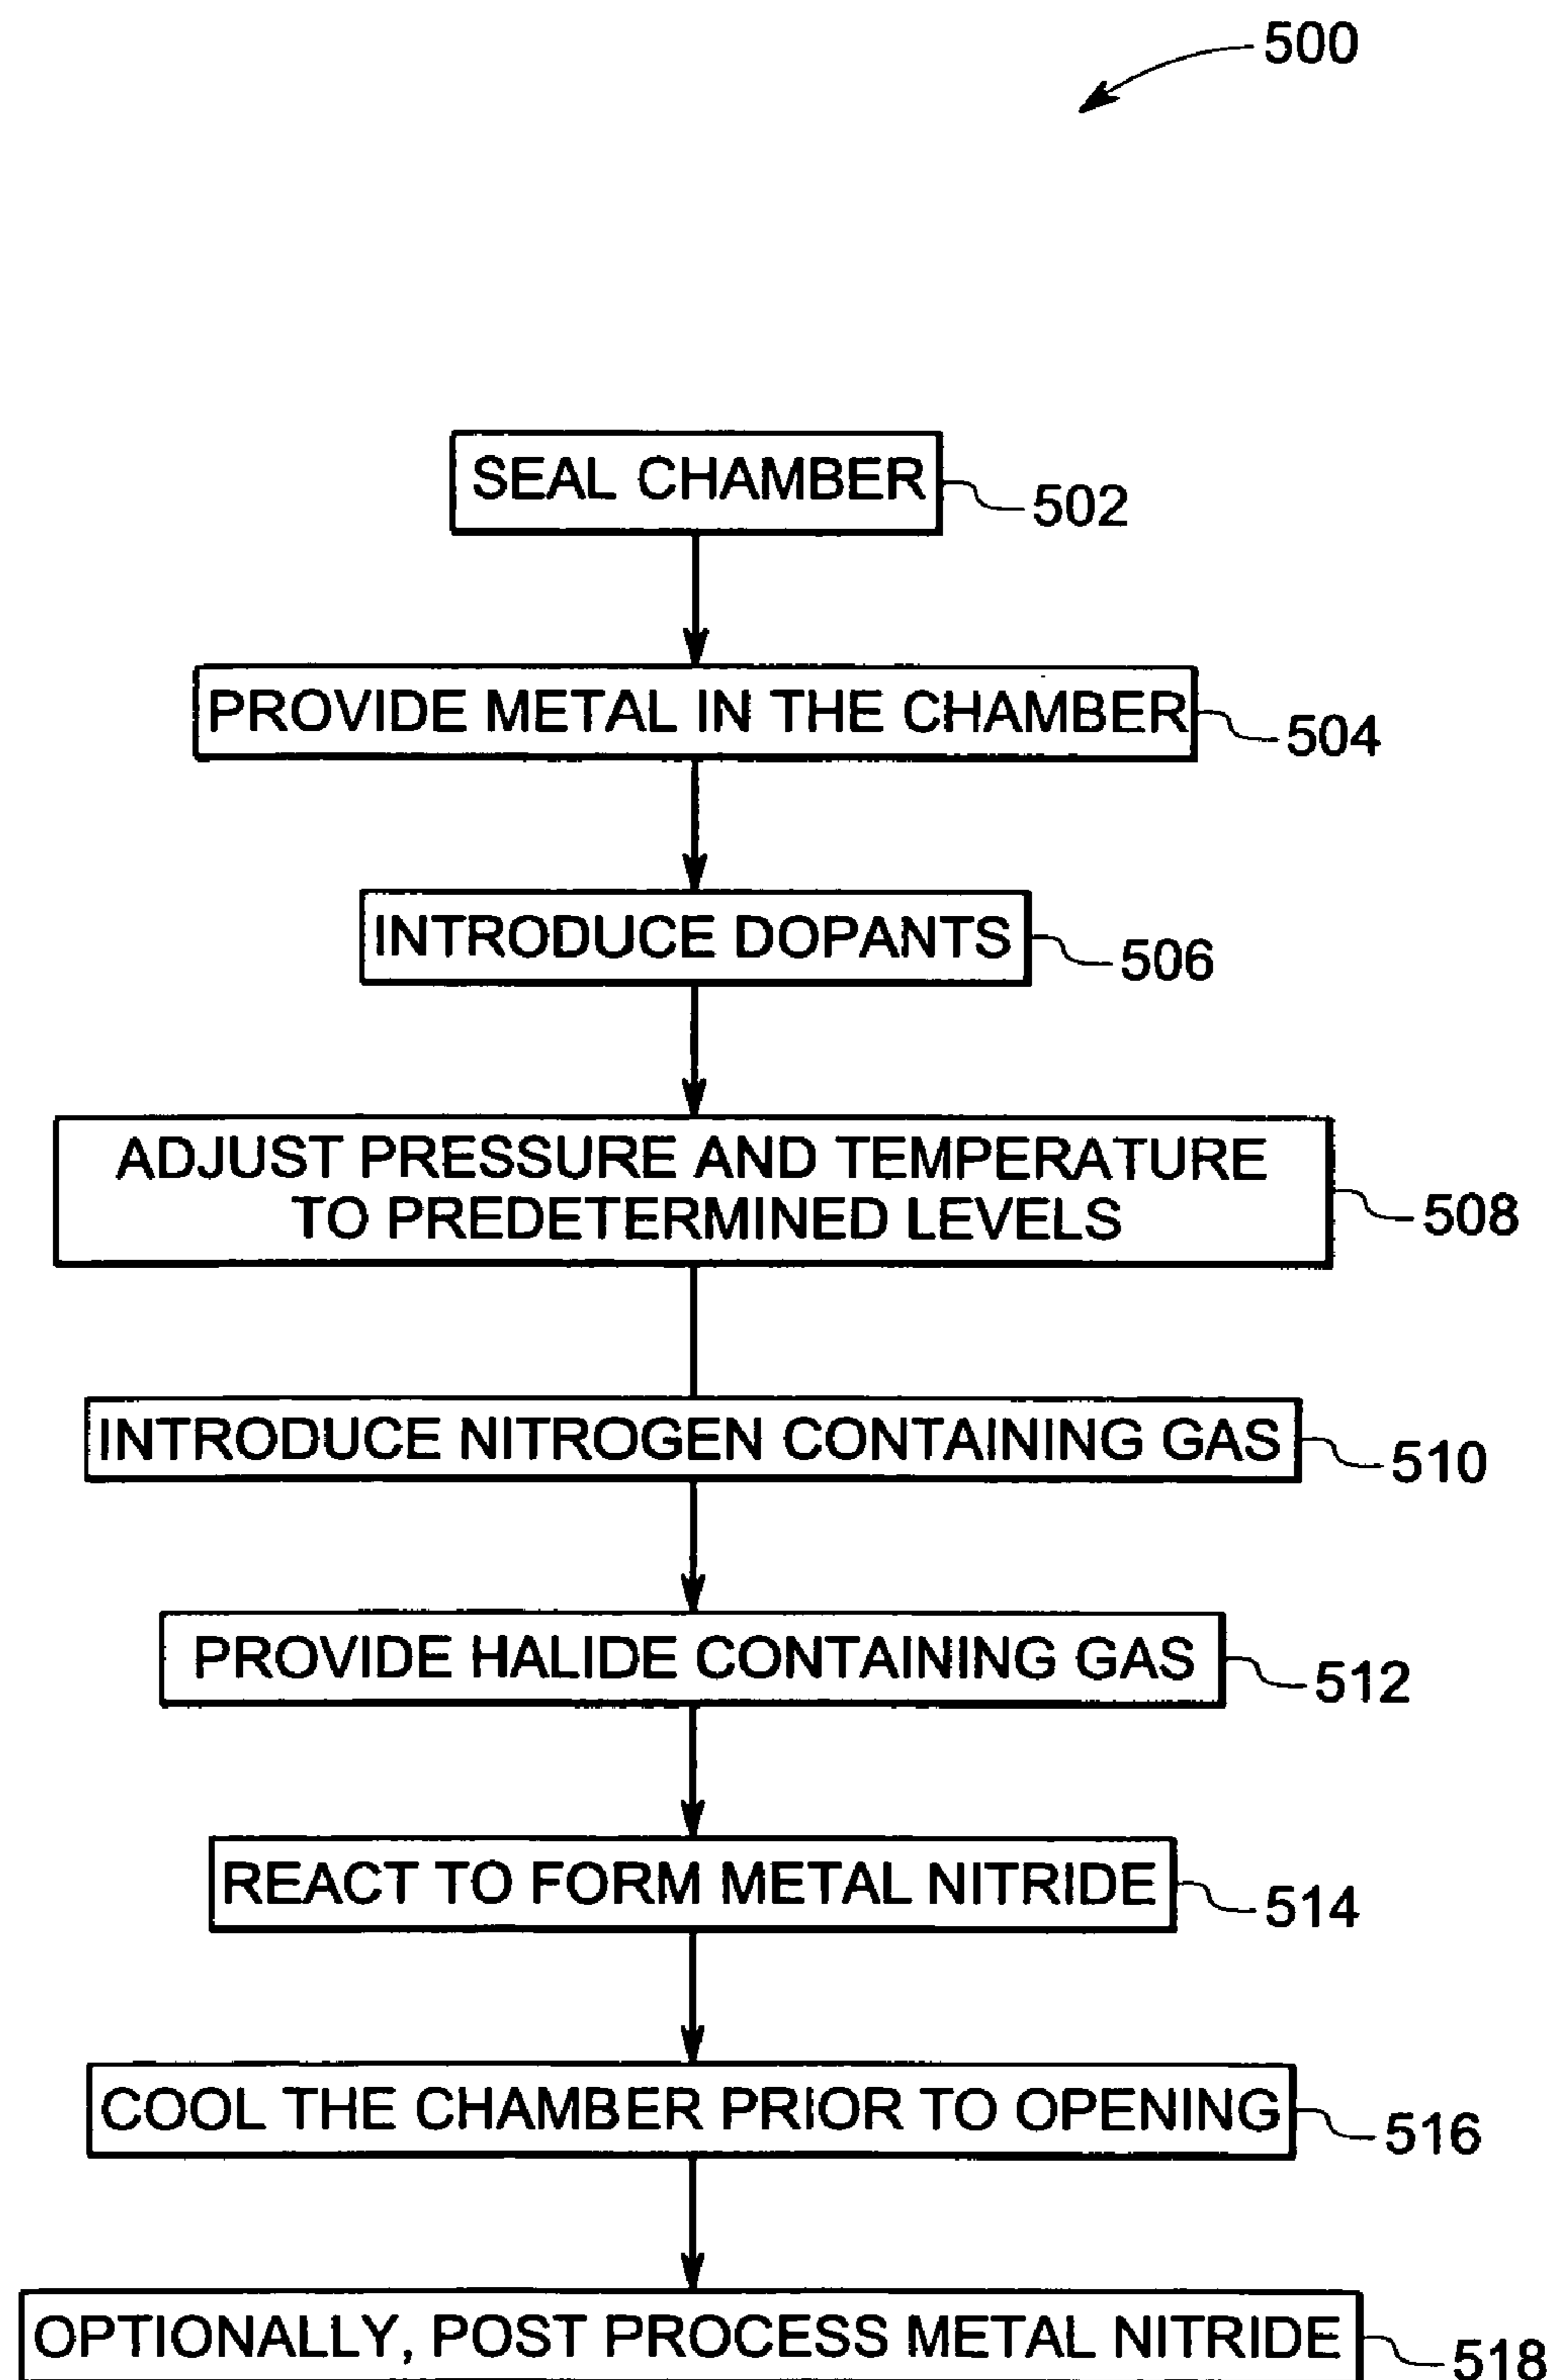 500
SEAL CHAMBER
502
PROVIDE METAL IN THE CHAMBER
504
INTRODUCE DOPANTS
506
ADJUST PRESSURE AND TEMPERATURE
TO PREDETERMINED LEVELS
508
INTRODUCE NITROGEN CONTAINING GAS
510
PROVIDE HALIDE CONTAINING GAS
512
REACT TO FORM METAL NITRIDE
514
COOL THE CHAMBER PRIOR TO OPENING
516
OPTIONALLY, POST PROCESS METAL NITRIDE
518